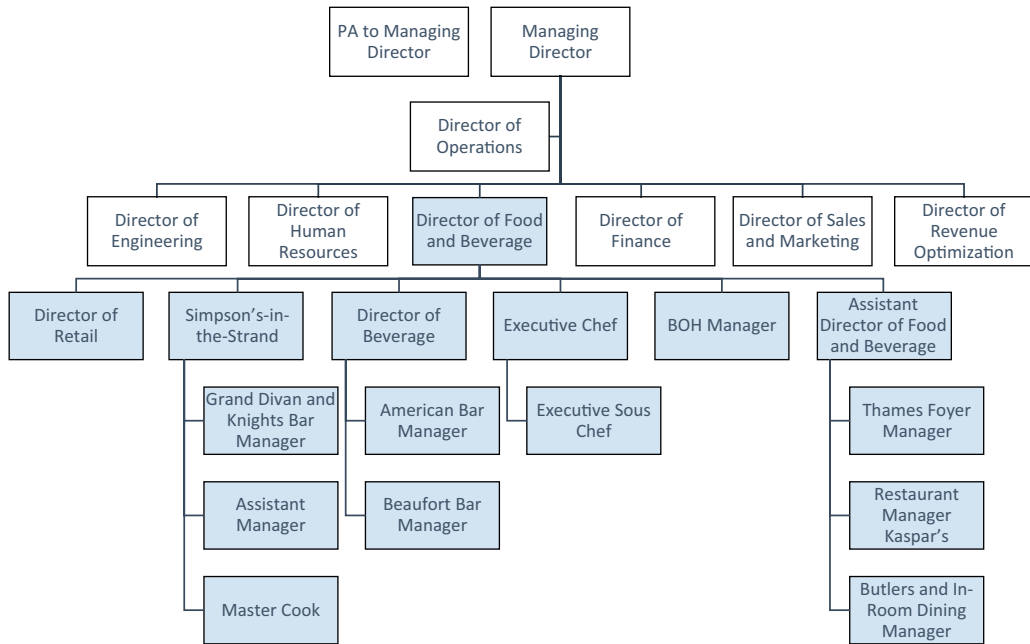 PA to Managing
Director
Managing
Director
Director of
Operations
Director of
Engineering
Director of
Human
Resources
Director of Food
and Beverage
Director of
Finance
Director of Sales
and Marketing
Director of
Revenue
Optimization
Director of
Retail
Simpson’s-in-
the-Strand
Director of
Beverage
Executive Chef
BOH Manager
Assistant
Director of Food
and Beverage
Grand Divan and
Knights Bar
Manager
American Bar
Manager
Executive Sous
Chef
Thames Foyer
Manager
Assistant
Manager
Beaufort Bar
Manager
Restaurant
Manager
Kaspar’s
Master Cook
Butlers and In-
Room Dining
Manager